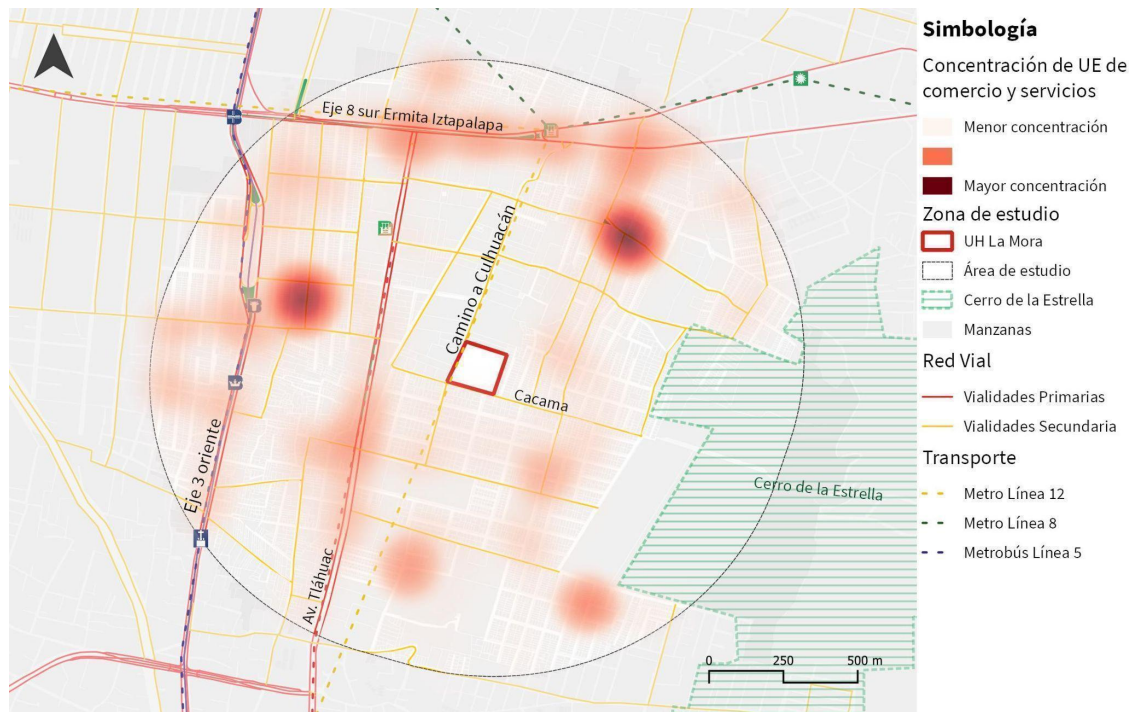 Simbología
Concentración de UE de
comercio y servicios
Menor concentración
Mayor concentración
Zona de estudio
UH La Mora
Área de estudio
Cerro de la Estrella
Manzanas
Red Vial
Vialidades Primarias
Vialidades Secundaria
Transporte
Metro Línea 12
Metro Línea 8
Metrobús Línea 5
Eje 8 sur Ermita Iztapalapa
Camino a Culhuacán
Cacama
Eje 3 oriente
Cerro de la Estrella
Av. Tláhuac
0 250 500 m